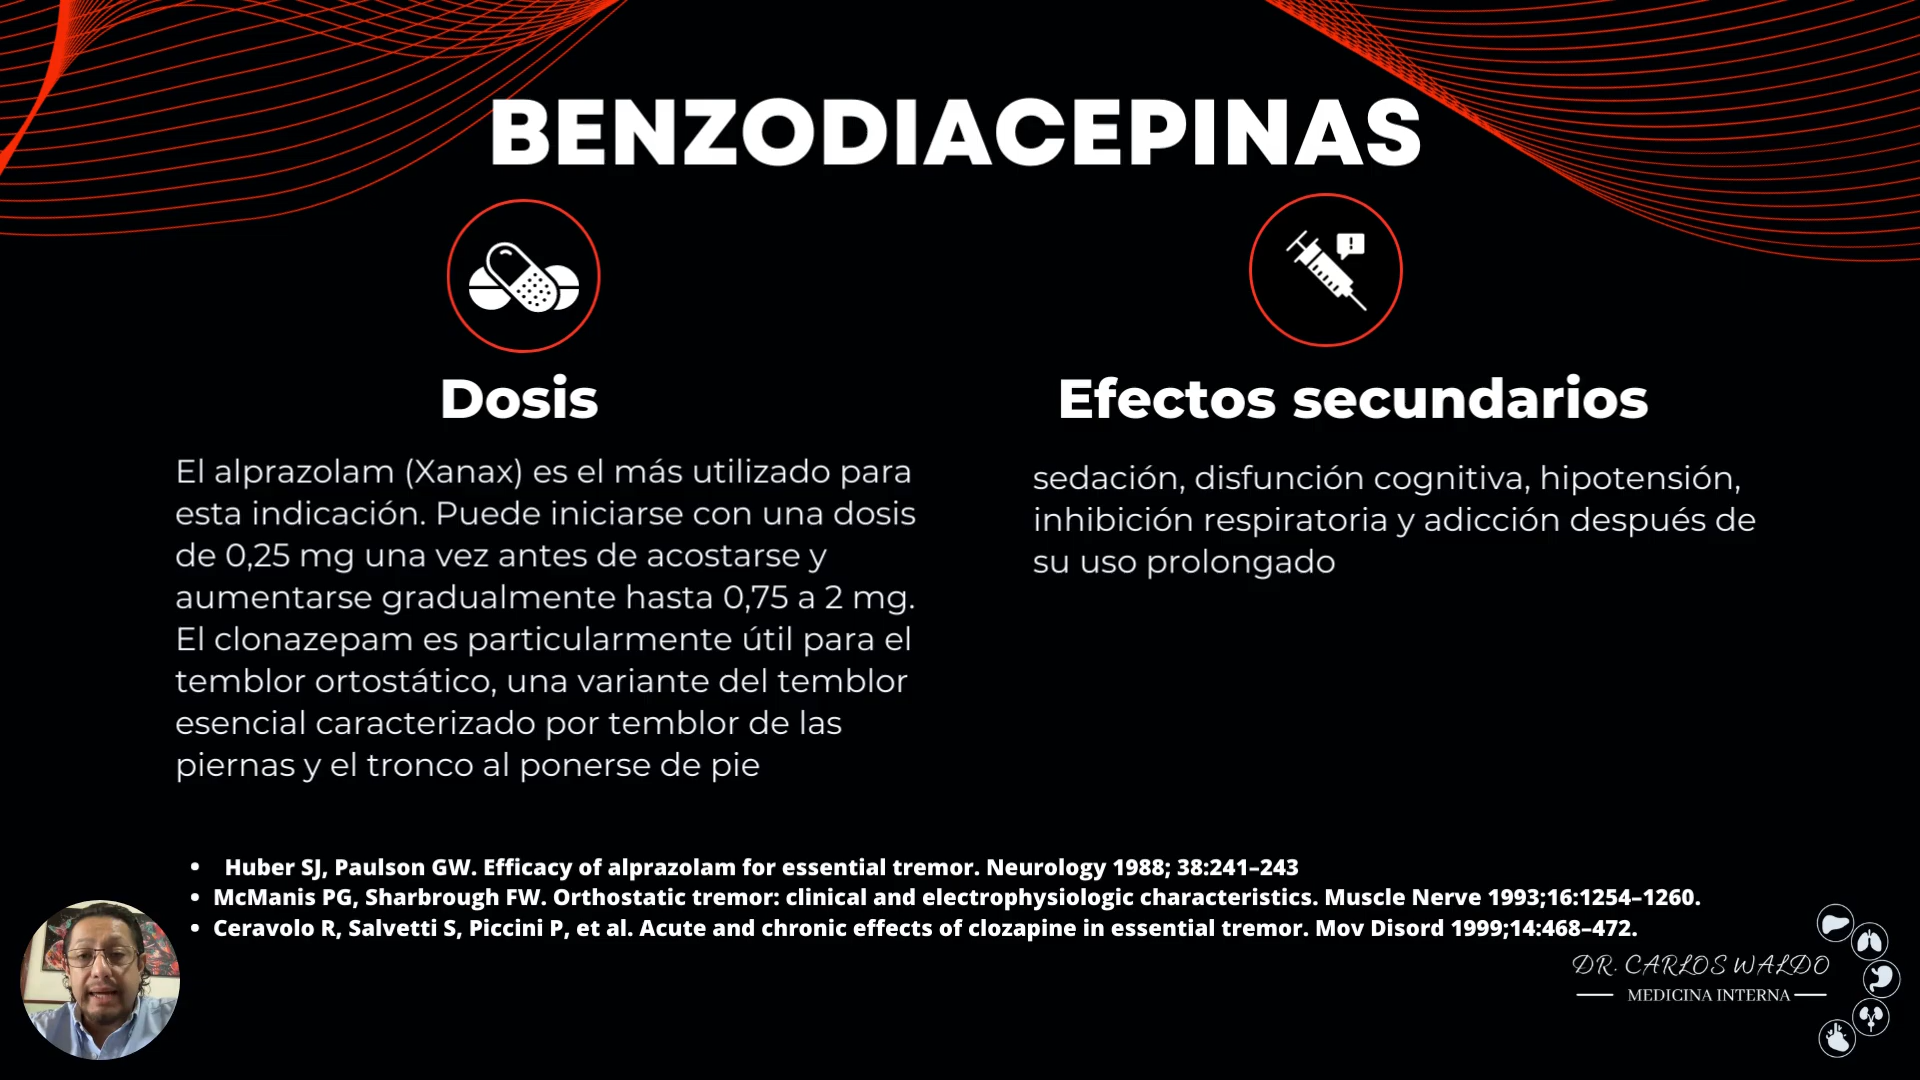 BENZODIACEPINAS
Dosis
El alprazolam (Xanax) es el más utilizado para
esta indicación. Puede iniciarse con una dosis
de 0,25 mg una vez antes de acostarse y
aumentarse gradualmente hasta 0,75 a 2 mg.
El clonazepam es particularmente útil para el
temblor ortostático, una variante del temblor
esencial caracterizado por temblor de las
piernas y el tronco al ponerse de pie
Efectos secundarios
sedación, disfunción cognitiva, hipotensión,
inhibición respiratoria y adicción después de
su uso prolongado
• Huber SJ, Paulson GW. Efficacy of alprazolam for essential tremor. Neurology 1988; 38:241–243
• McManis PG, Sharbrough FW. Orthostatic tremor: clinical and electrophysiologic characteristics. Muscle Nerve 1993;16:1254–1260.
• Ceravolo R, Salvetti S, Piccini P, et al. Acute and chronic effects of clozapine in essential tremor. Mov Disord 1999;14:468–472.
DR. CARLOS WALDO
MEDICINA INTERNA